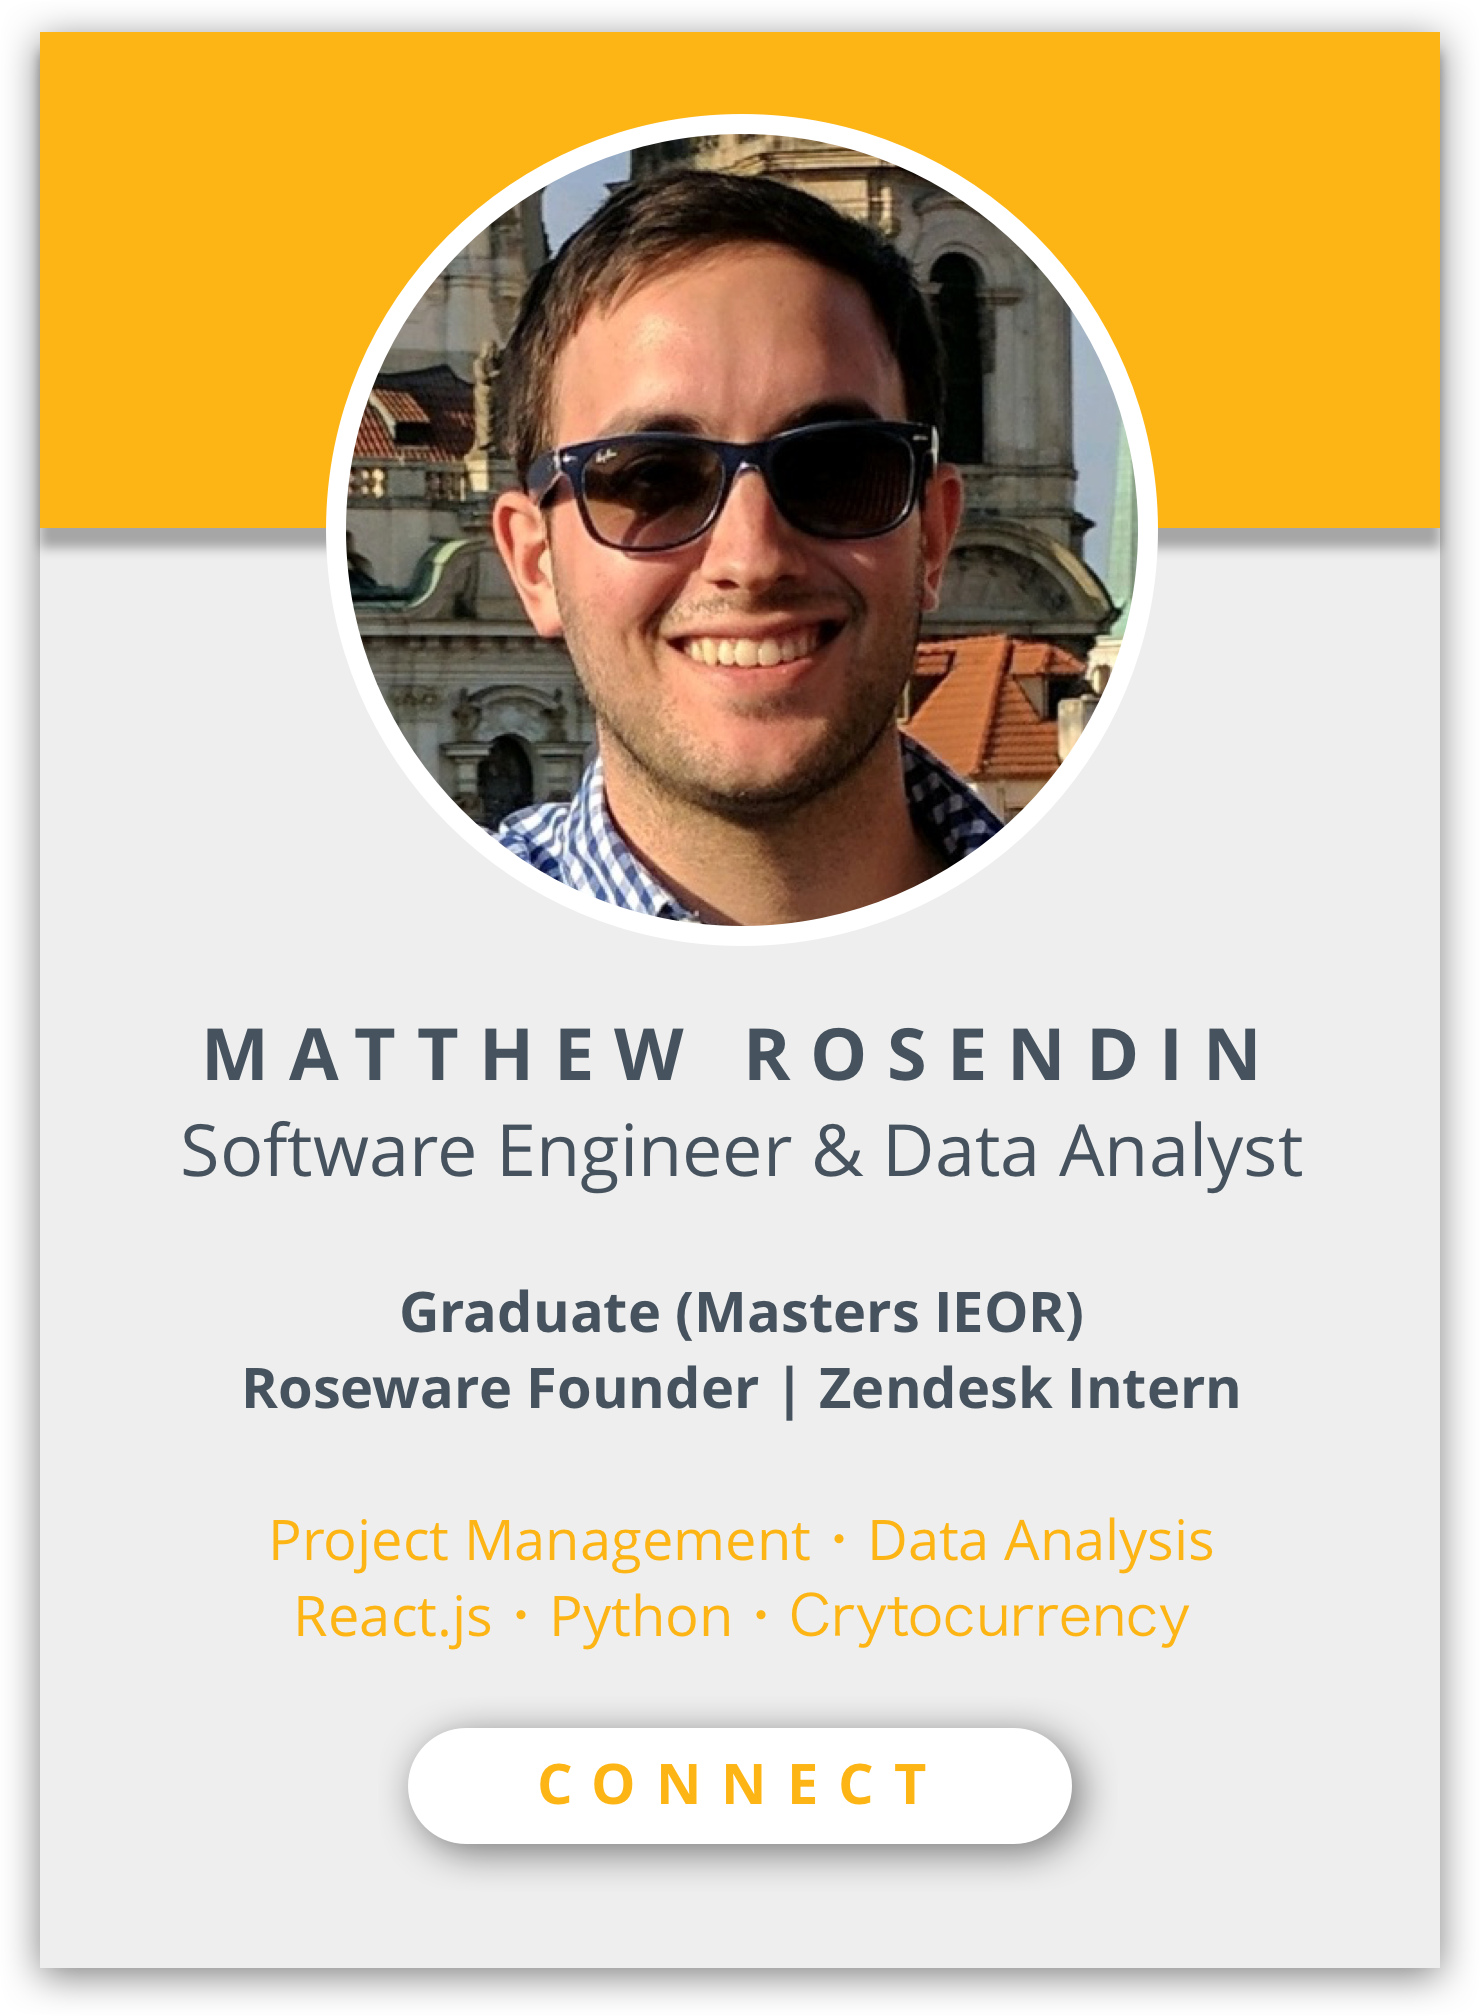 MATTHEW ROSENDIN
Software Engineer & Data Analyst
Graduate (Masters IEOR)
Roseware Founder | Zendesk Intern
Project Management • Data Analysis
React.js • Python • Crytocurrency
CONNECT